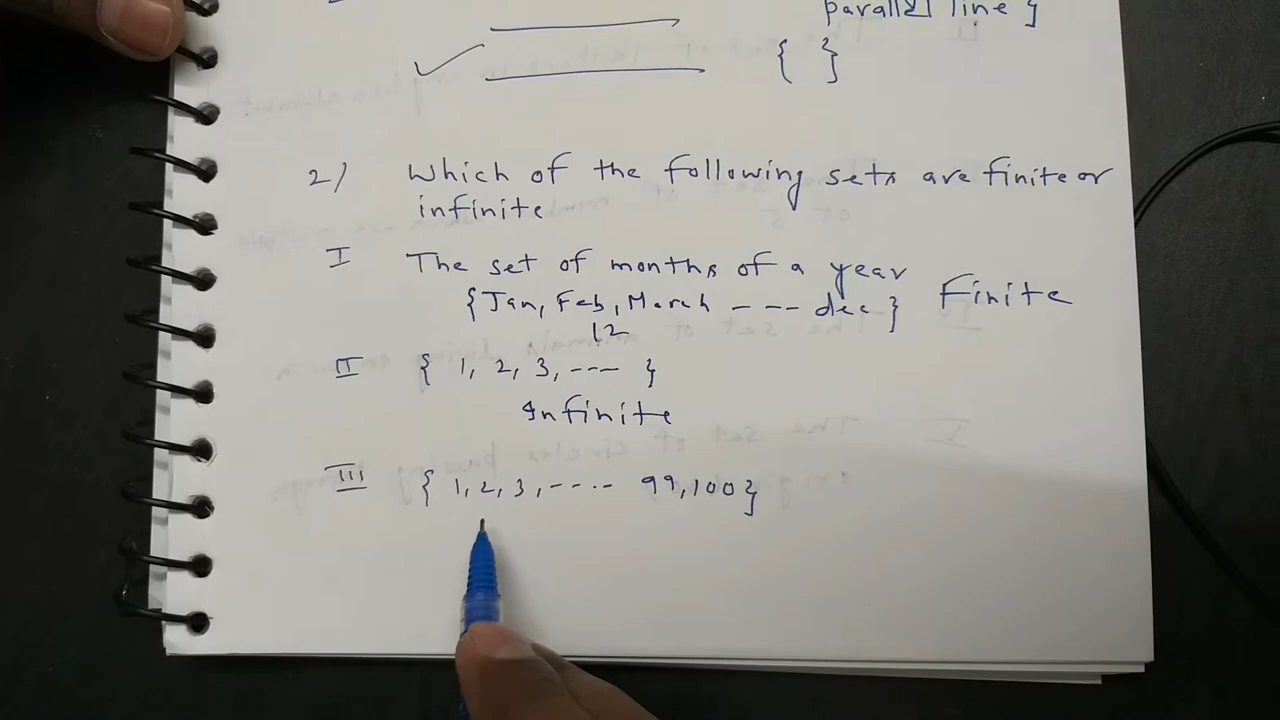 parallel line }
{ }
2) Which of the following sets are finite or
infinite
I The set of months of a year
{Jan, Feb, March --- dec} Finite
12
II { 1, 2, 3, --- }
Infinite
III { 1, 2, 3, ---- 99, 100}